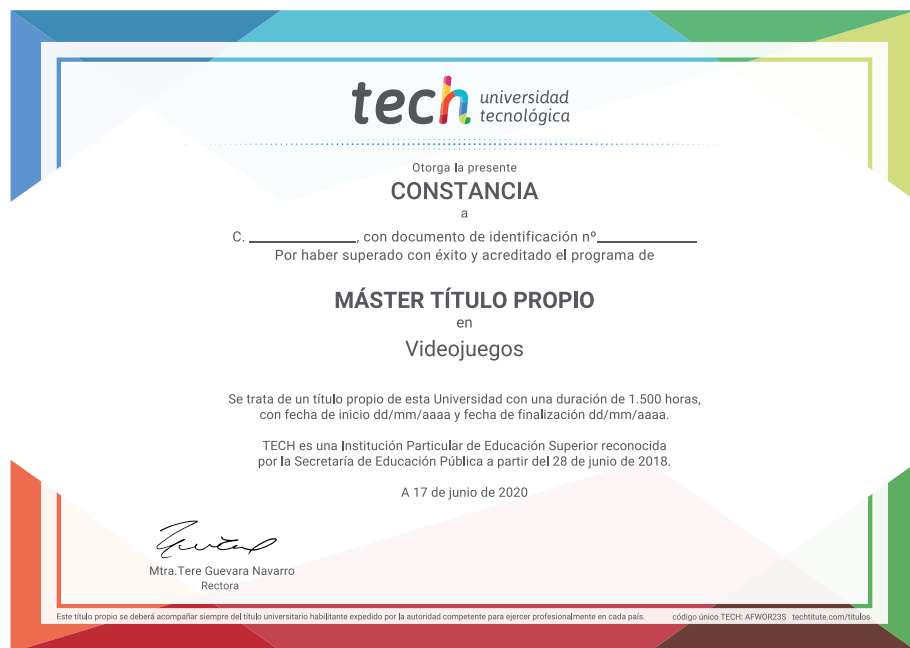 tech universidad
tecnológica
Otorga la presente
CONSTANCIA
a
C. ____________, con documento de identificación nº____________
Por haber superado con éxito y acreditado el programa de
MÁSTER TÍTULO PROPIO
en
Videojuegos
Se trata de un título propio de esta Universidad con una duración de 1.500 horas,
con fecha de inicio dd/mm/aaaa y fecha de finalización dd/mm/aaaa.
TECH es una Institución Particular de Educación Superior reconocida
por la Secretaría de Educación Pública a partir del 28 de junio de 2018.
A 17 de junio de 2020
Mtra.Tere Guevara Navarro
Rectora
Este título propio se deberá acompañar siempre del título universitario habilitante expedido por la autoridad competente para ejercer profesionalmente en cada país. código único TECH: AFWOR23S techtitute.com/titulos